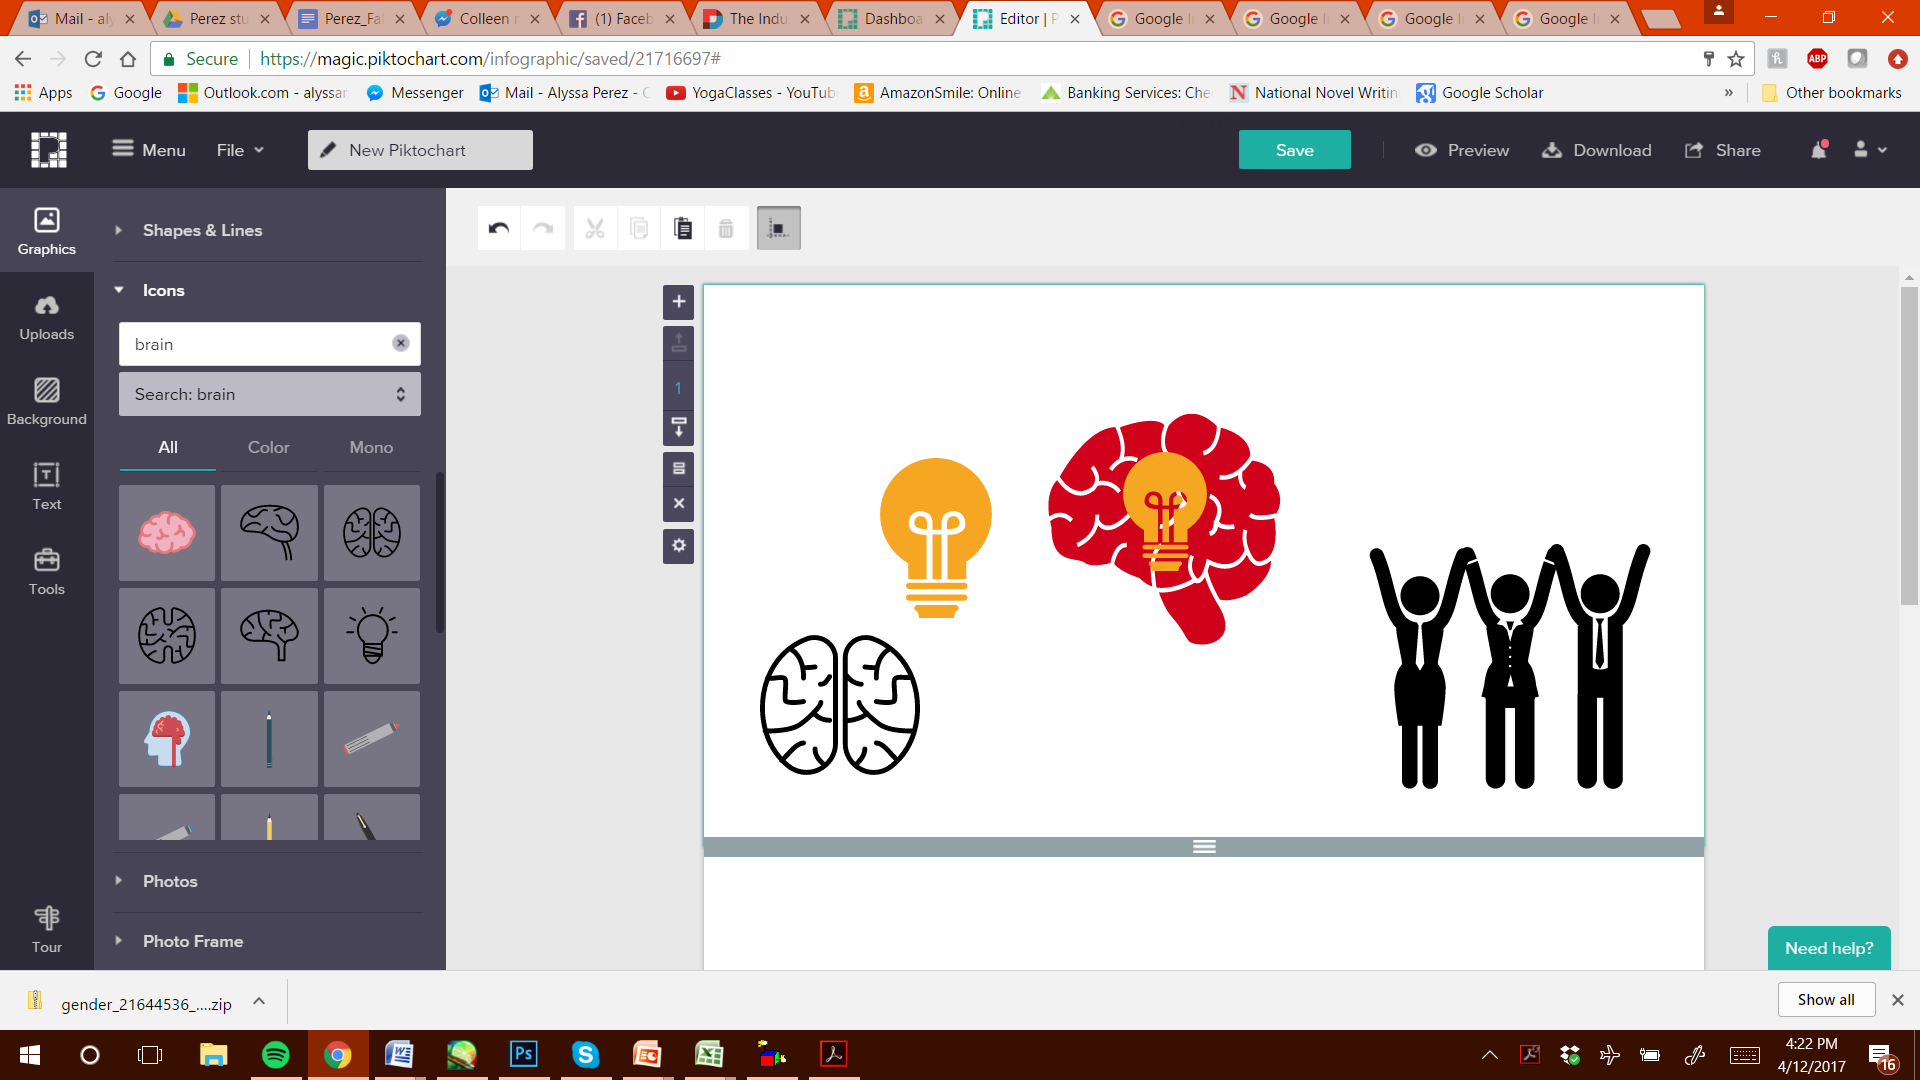 Mail - al
Perez stu
Perez_Fal
Colleen
(1) Faceb
The Indu
Dashboa
Editor | P
Google I
Google I
Google I
Google I
Secure https://magic.piktochart.com/infographic/saved/21716697#
ABP
Apps Google Outlook.com - alyssan Messenger Mail - Alyssa Perez - YogaClasses - YouTub AmazonSmile: Online Banking Services: Che National Novel Writin Google Scholar » Other bookmarks
Menu File New Piktochart Save Preview Download Share
Graphics
Uploads
Background
Text
Tools
Tour
Shapes & Lines
Icons
brain
Search: brain
All Color Mono
Photos
Photo Frame
1
Need help?
gender_21644536_....zip
Show all
Ps
4:22 PM
4/12/2017
16